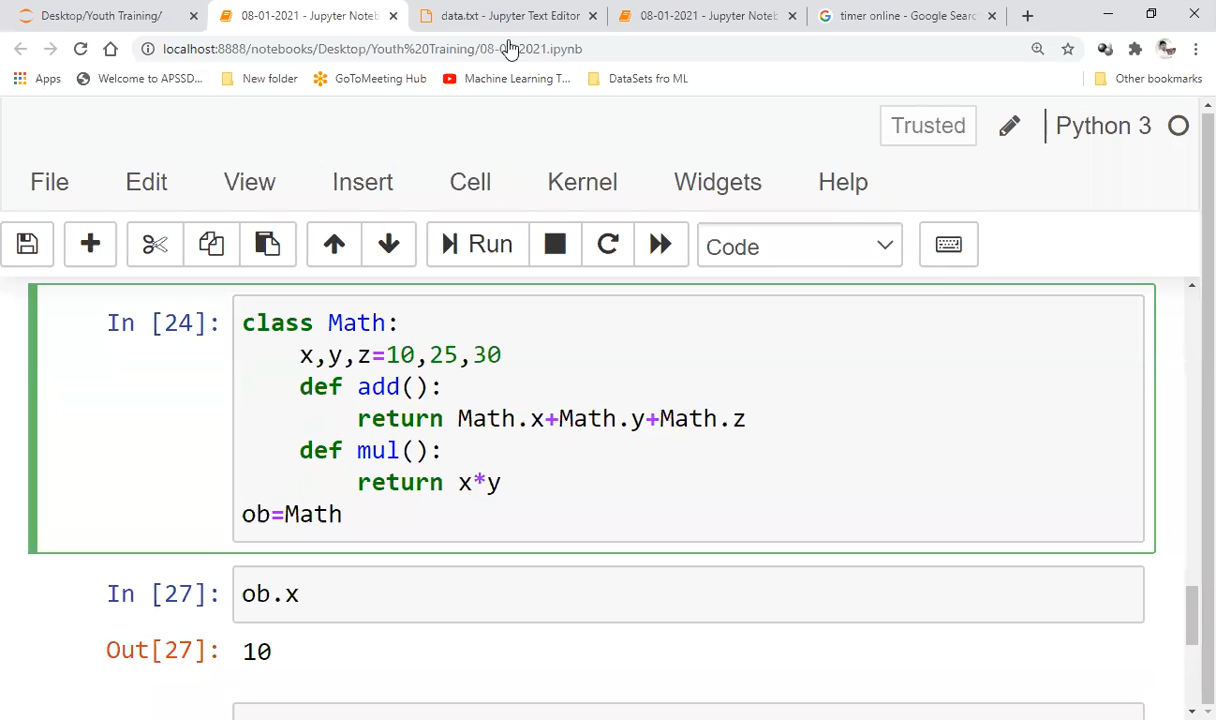 Desktop/Youth Training/
08-01-2021 - Jupyter Noteb
data.txt - Jupyter Text Editor
08-01-2021 - Jupyter Note
timer online - Google Searc
localhost:8888/notebooks/Desktop/Youth%20Training/08-0 2021.ipynb
Apps
Welcome to APSSD...
New folder
GoToMeeting Hub
Machine Learning T...
DataSets fro ML
Other bookmarks
Trusted
Python 3
File Edit View Insert Cell Kernel Widgets Help
Run
Code
In [24]:
class Math:
x,y,z=10,25,30
def add():
return Math.x+Math.y+Math.z
def mul():
return x*y
ob=Math
In [27]: ob.x
Out[27]: 10